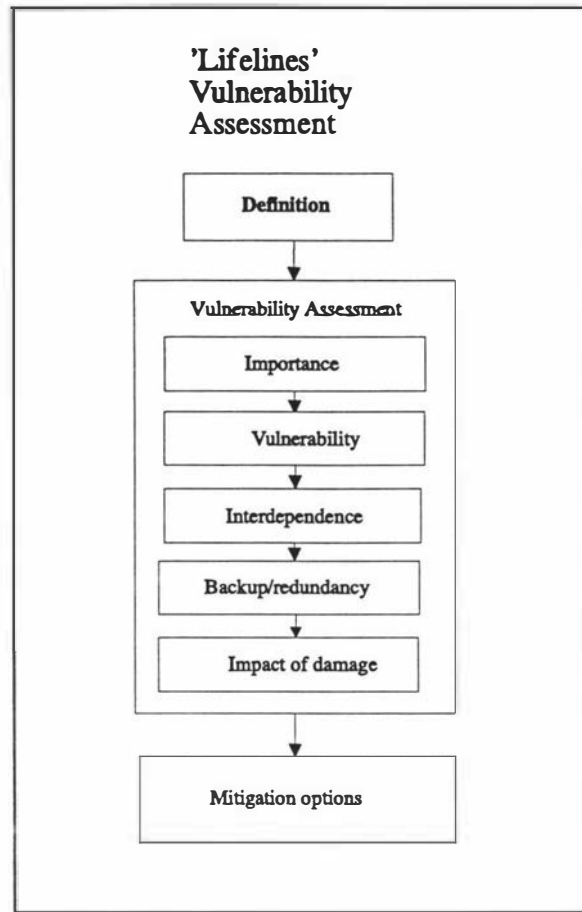 'Lifelines'
Vulnerability
Assessment
Definition
Vulnerability Assessment
Importance
Vulnerability
Interdependence
Backup/redundancy
Impact of damage
Mitigation options